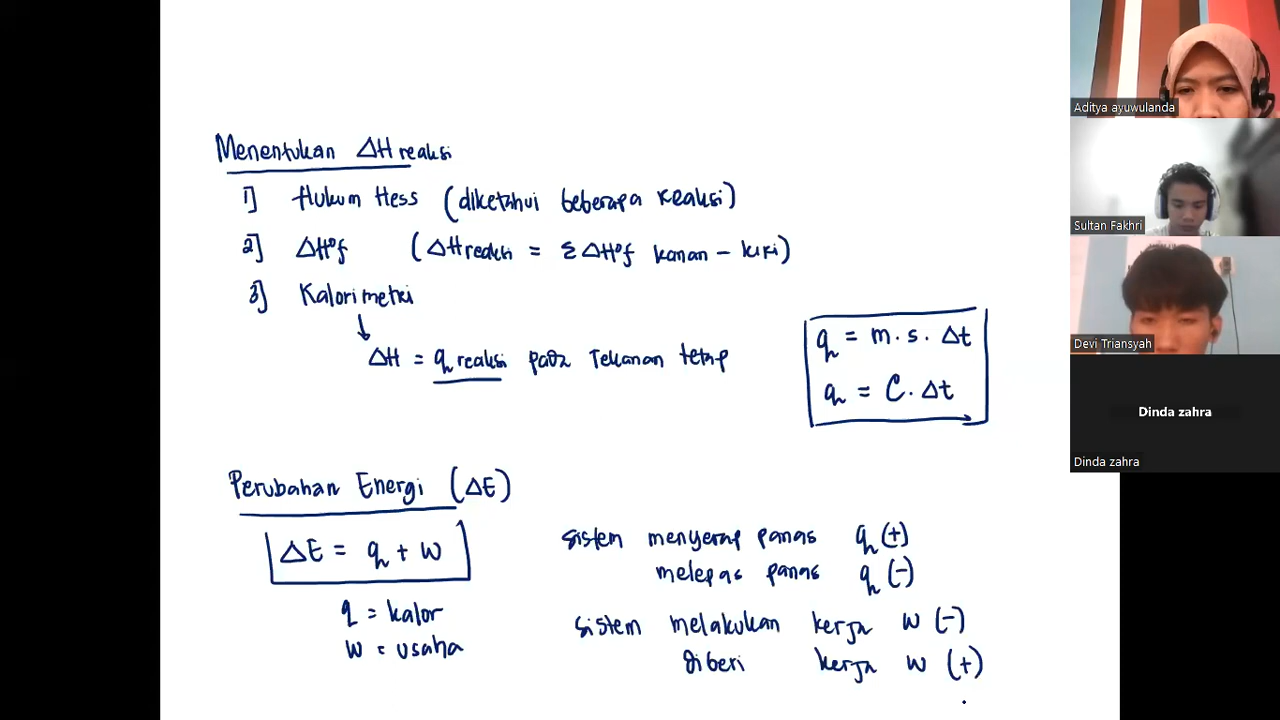 Menentukan ΔH reaksi
1] Hukum Hess (diketahui beberapa reaksi)
2] ΔH°f (ΔH reaksi = Σ ΔH°f kanan - kiri)
3] Kalorimetri
↓
ΔH = q reaksi pada Tekanan tetap
q = m . s . Δt
q = C . Δt
Perubahan Energi (ΔE)
ΔE = q + w
q = kalor
w = usaha
sistem menyerap panas q (+)
melepas panas q (-)
sistem melakukan kerja w (-)
diberi kerja w (+)
Aditya ayuwulanda
Sultan Fakhri
Devi Triansyah
Dinda zahra
Dinda zahra